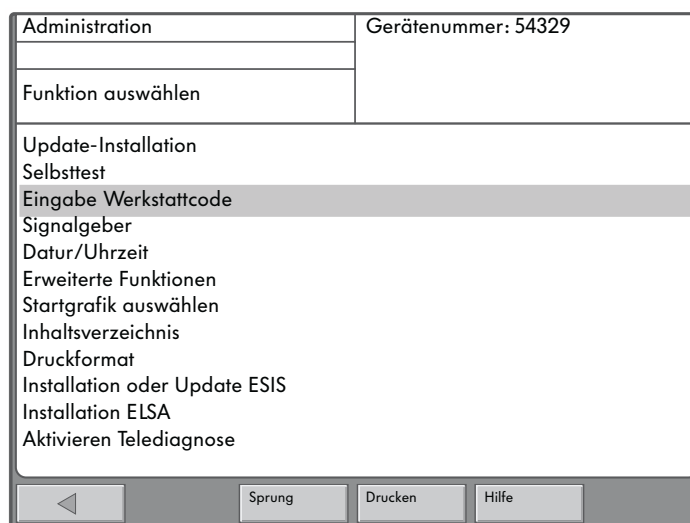 Administration
Gerätenummer: 54329
Funktion auswählen
Update-Installation
Selbsttest
Eingabe Werkstattcode
Signalgeber
Datur/Uhrzeit
Erweiterte Funktionen
Startgrafik auswählen
Inhaltsverzeichnis
Druckformat
Installation oder Update ESIS
Installation ELSA
Aktivieren Telediagnose
Sprung
Drucken
Hilfe